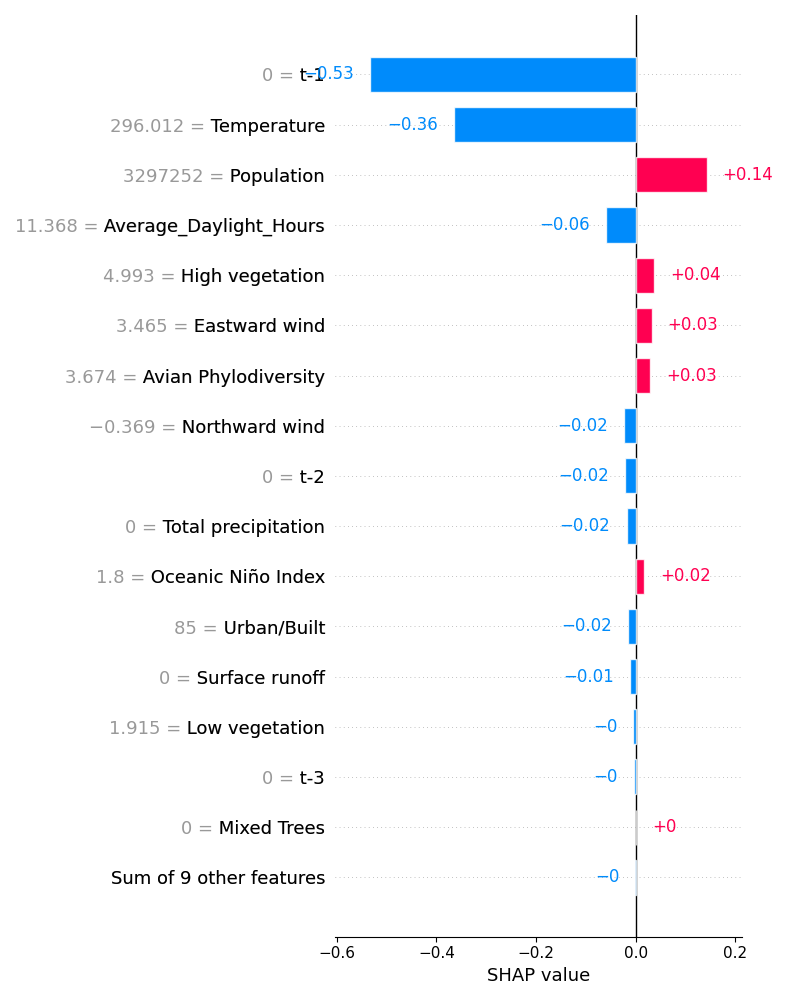 0 = t-1 −0.53
296.012 = Temperature −0.36
3297252 = Population +0.14
11.368 = Average_Daylight_Hours −0.06
4.993 = High vegetation +0.04
3.465 = Eastward wind +0.03
3.674 = Avian Phylodiversity +0.03
−0.369 = Northward wind −0.02
0 = t-2 −0.02
0 = Total precipitation −0.02
1.8 = Oceanic Niño Index +0.02
85 = Urban/Built −0.02
0 = Surface runoff −0.01
1.915 = Low vegetation −0
0 = t-3 −0
0 = Mixed Trees +0
Sum of 9 other features −0
−0.6 −0.4 −0.2 0.0 0.2
SHAP value